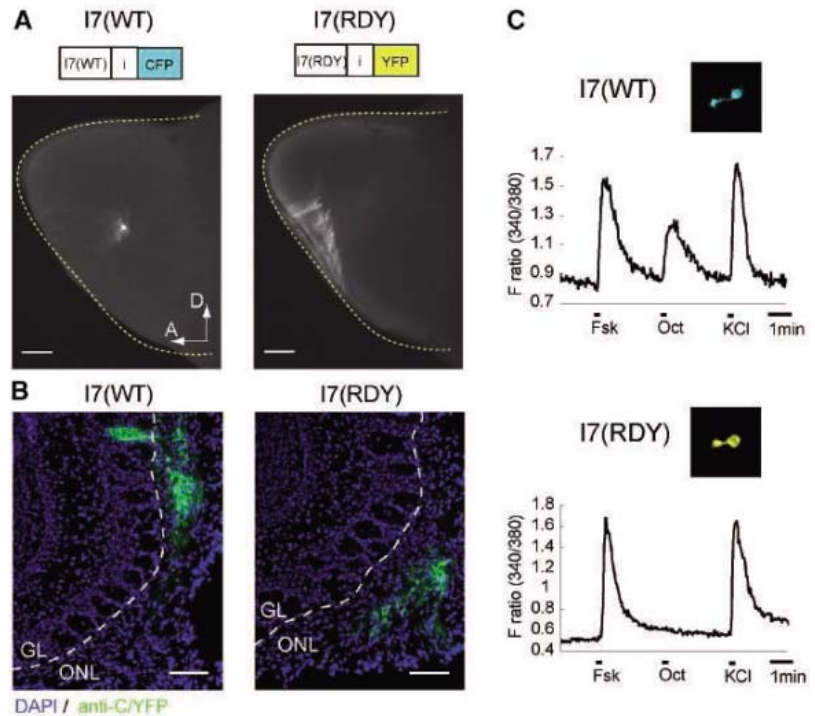 A
I7(WT)
I7(RDY)
I7(WT) i CFP
I7(RDY) i YFP
D
A
B
I7(WT)
I7(RDY)
GL
ONL
GL
ONL
DAPI / anti-C/YFP
C
I7(WT)
F ratio (340/380)
1.7
1.5
1.3
1.1
0.9
0.7
Fsk Oct KCl 1min
I7(RDY)
F ratio (340/380)
1.8
1.6
1.4
1.2
1
0.8
0.6
0.4
Fsk Oct KCl 1min